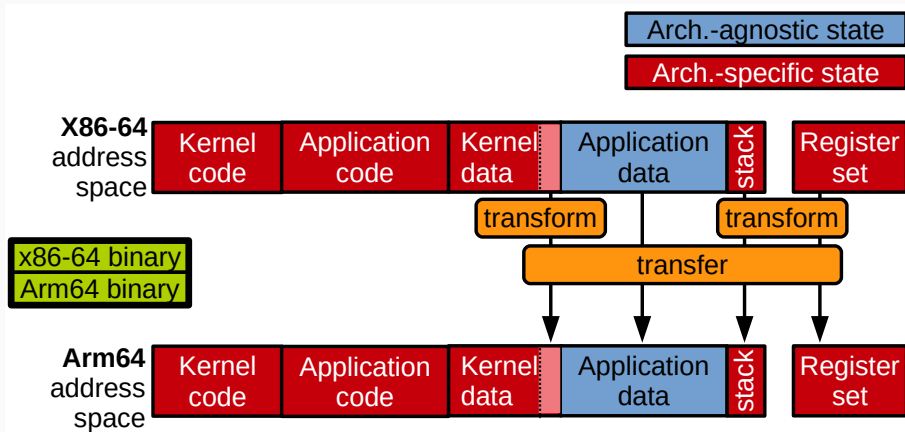 Arch.-agnostic state
Arch.-specific state
X86-64
address
space
Kernel
code
Application
code
Kernel
data
Application
data
stack
Register
set
transform
transform
transfer
x86-64 binary
Arm64 binary
Arm64
address
space
Kernel
code
Application
code
Kernel
data
Application
data
stack
Register
set